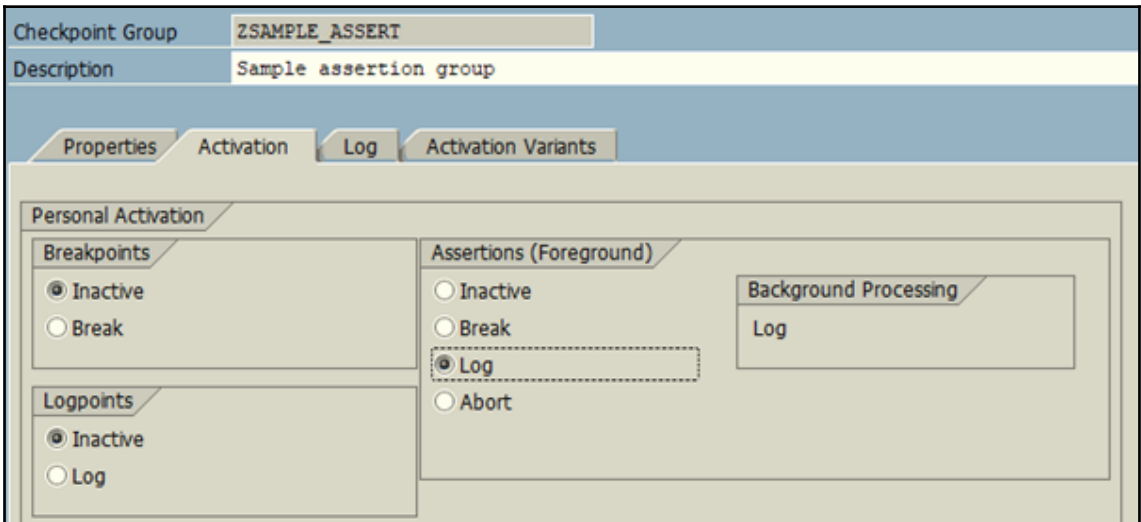 Checkpoint Group ZSAMPLE_ASSERT
Description Sample assertion group
Properties Activation Log Activation Variants
Personal Activation
Breakpoints
Inactive
Break
Logpoints
Inactive
Log
Assertions (Foreground)
Inactive
Break
Log
Abort
Background Processing
Log